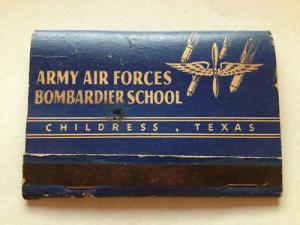 ARMY AIR FORCES
BOMBARDIER SCHOOL
CHILDRESS, TEXAS